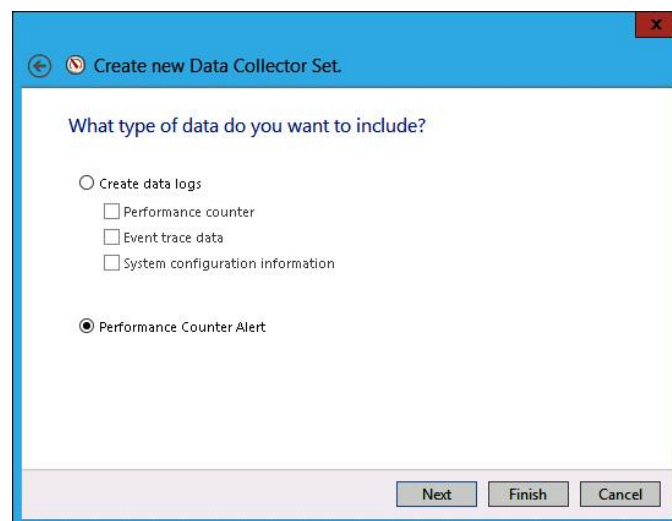 x
Create new Data Collector Set.
What type of data do you want to include?
Create data logs
Performance counter
Event trace data
System configuration information
Performance Counter Alert
Next Finish Cancel